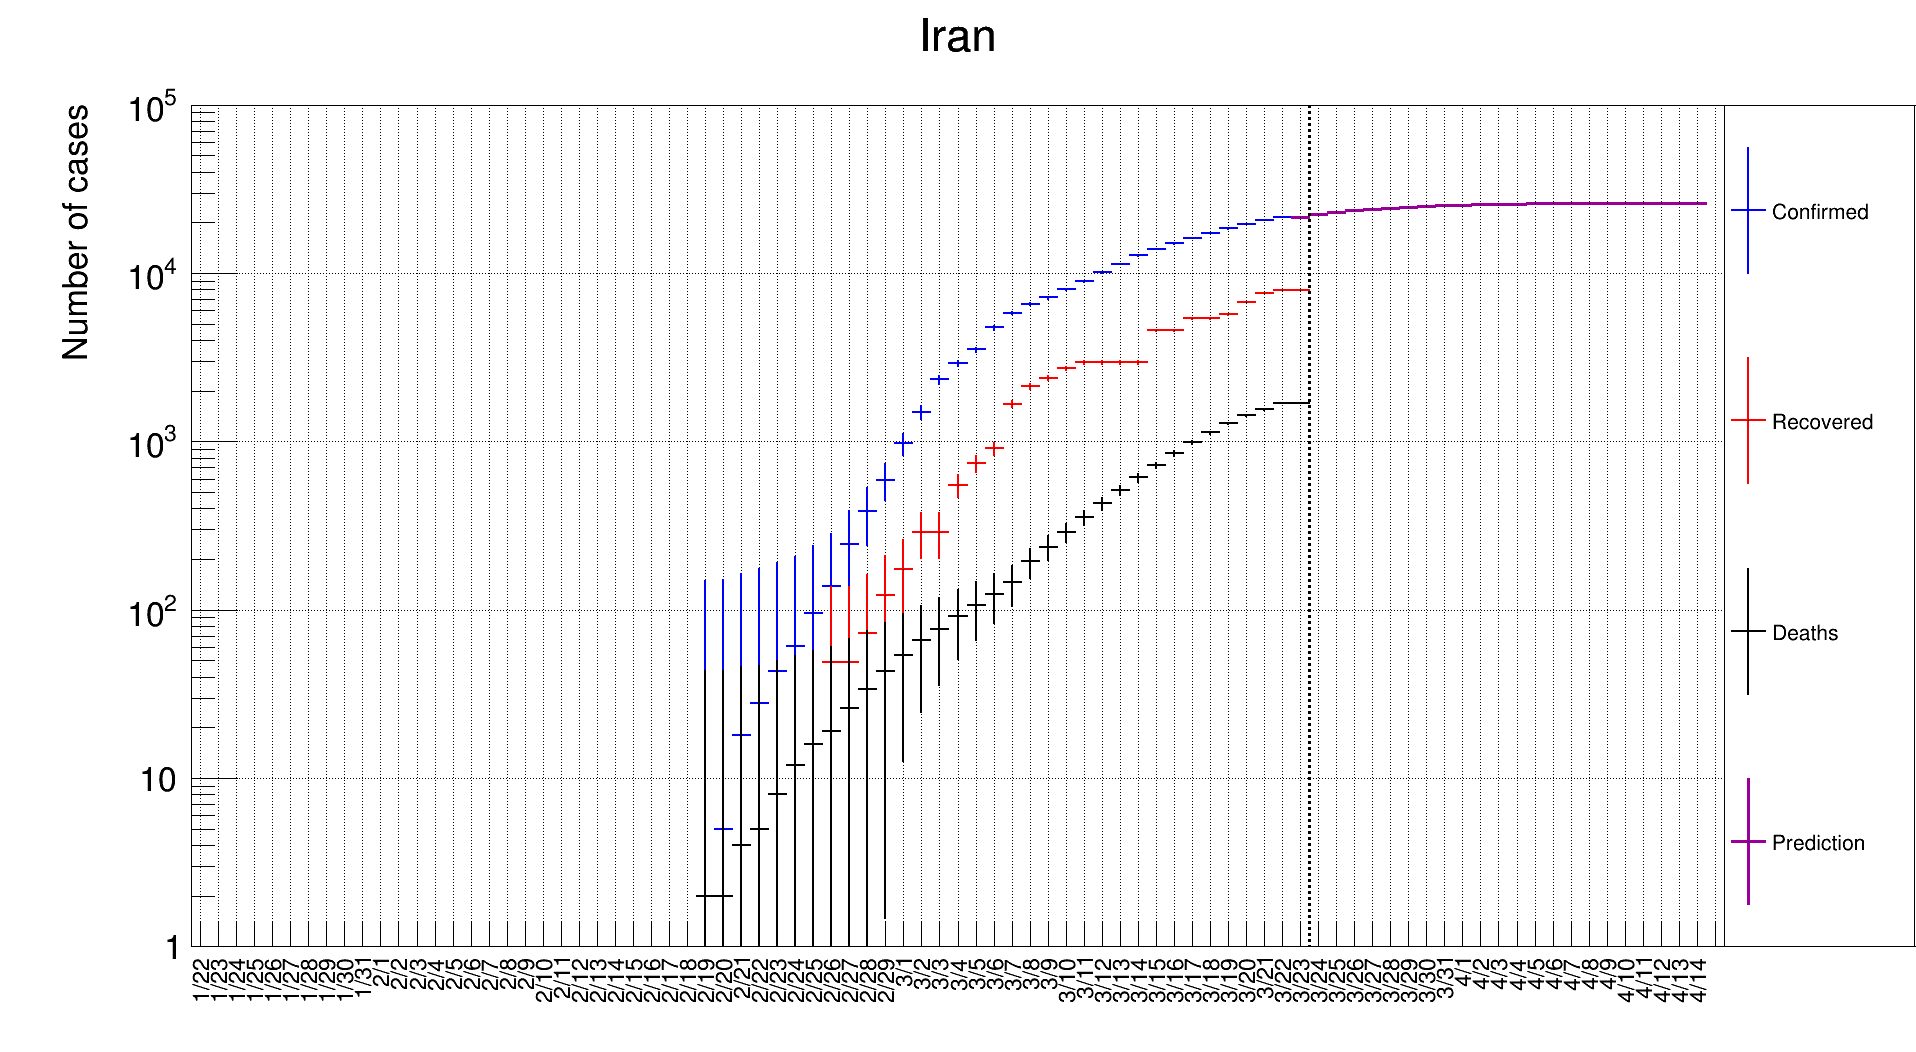 Iran
Number of cases
10^5
10^4
10^3
10^2
10
1
1/22 1/23 1/24 1/25 1/26 1/27 1/28 1/29 1/30 1/31 2/1 2/2 2/3 2/4 2/5 2/6 2/7 2/8 2/9 2/10 2/11 2/12 2/13 2/14 2/15 2/16 2/17 2/18 2/19 2/20 2/21 2/22 2/23 2/24 2/25 2/26 2/27 2/28 2/29 3/1 3/2 3/3 3/4 3/5 3/6 3/7 3/8 3/9 3/10 3/11 3/12 3/13 3/14 3/15 3/16 3/17 3/18 3/19 3/20 3/21 3/22 3/23 3/24 3/25 3/26 3/27 3/28 3/29 3/30 3/31 4/1 4/2 4/3 4/4 4/5 4/6 4/7 4/8 4/9 4/10 4/11 4/12 4/13 4/14
Confirmed
Recovered
Deaths
Prediction